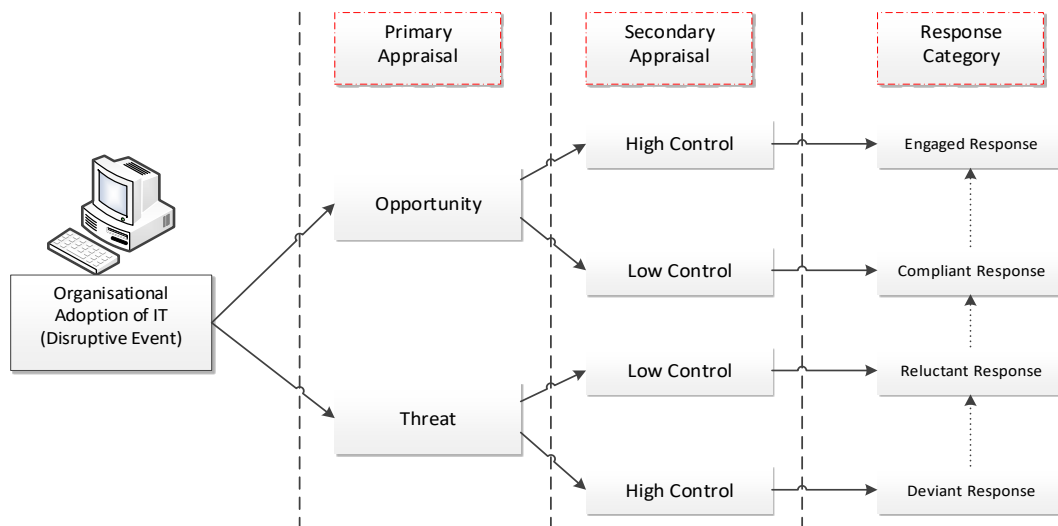 Primary
Appraisal
Secondary
Appraisal
Response
Category
Organisational
Adoption of IT
(Disruptive Event)
Opportunity
Threat
High Control
Low Control
Low Control
High Control
Engaged Response
Compliant Response
Reluctant Response
Deviant Response